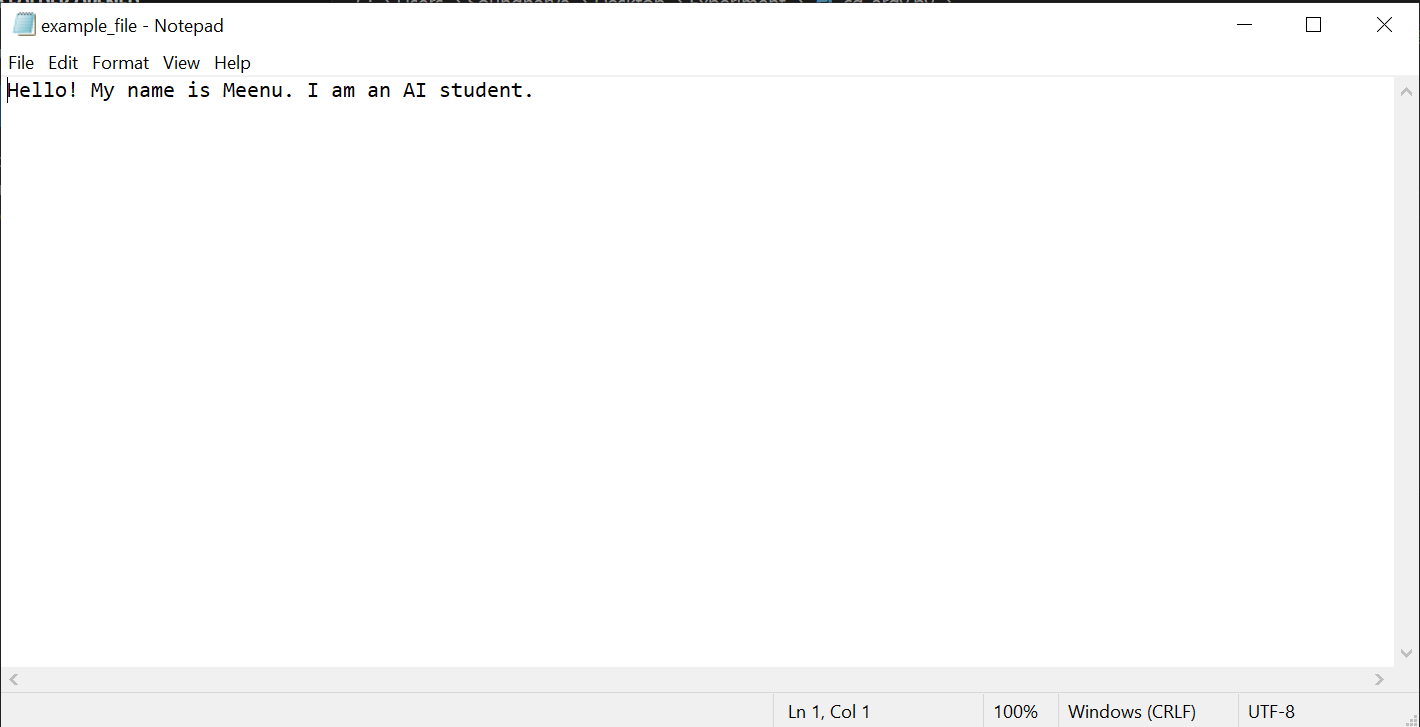 example_file - Notepad
File Edit Format View Help
Hello! My name is Meenu. I am an AI student.
Ln 1, Col 1 100% Windows (CRLF) UTF-8